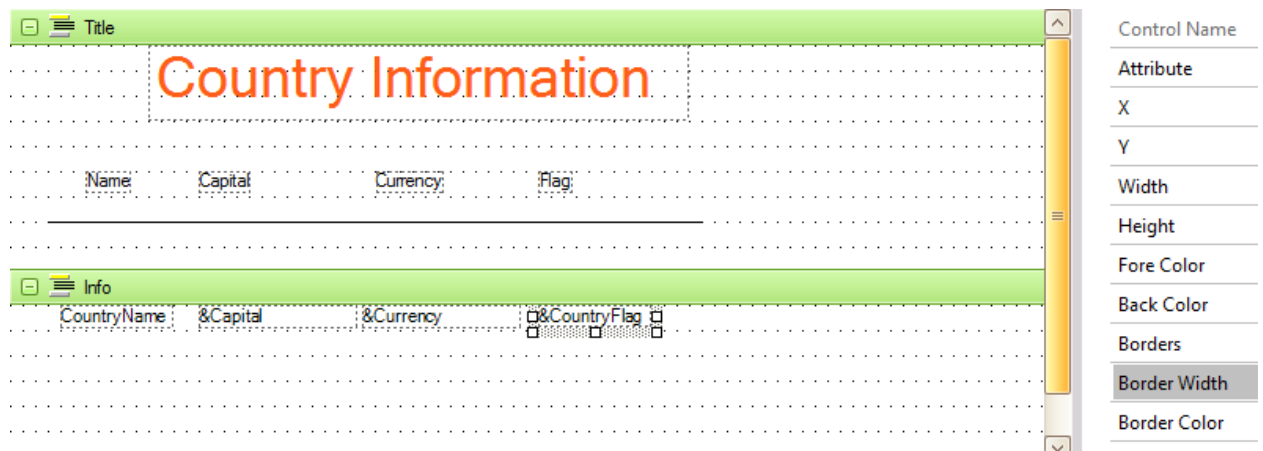 Title
Country Information
Name Capital Currency Flag
Info
CountryName &Capital &Currency &CountryFlag
Control Name
Attribute
X
Y
Width
Height
Fore Color
Back Color
Borders
Border Width
Border Color